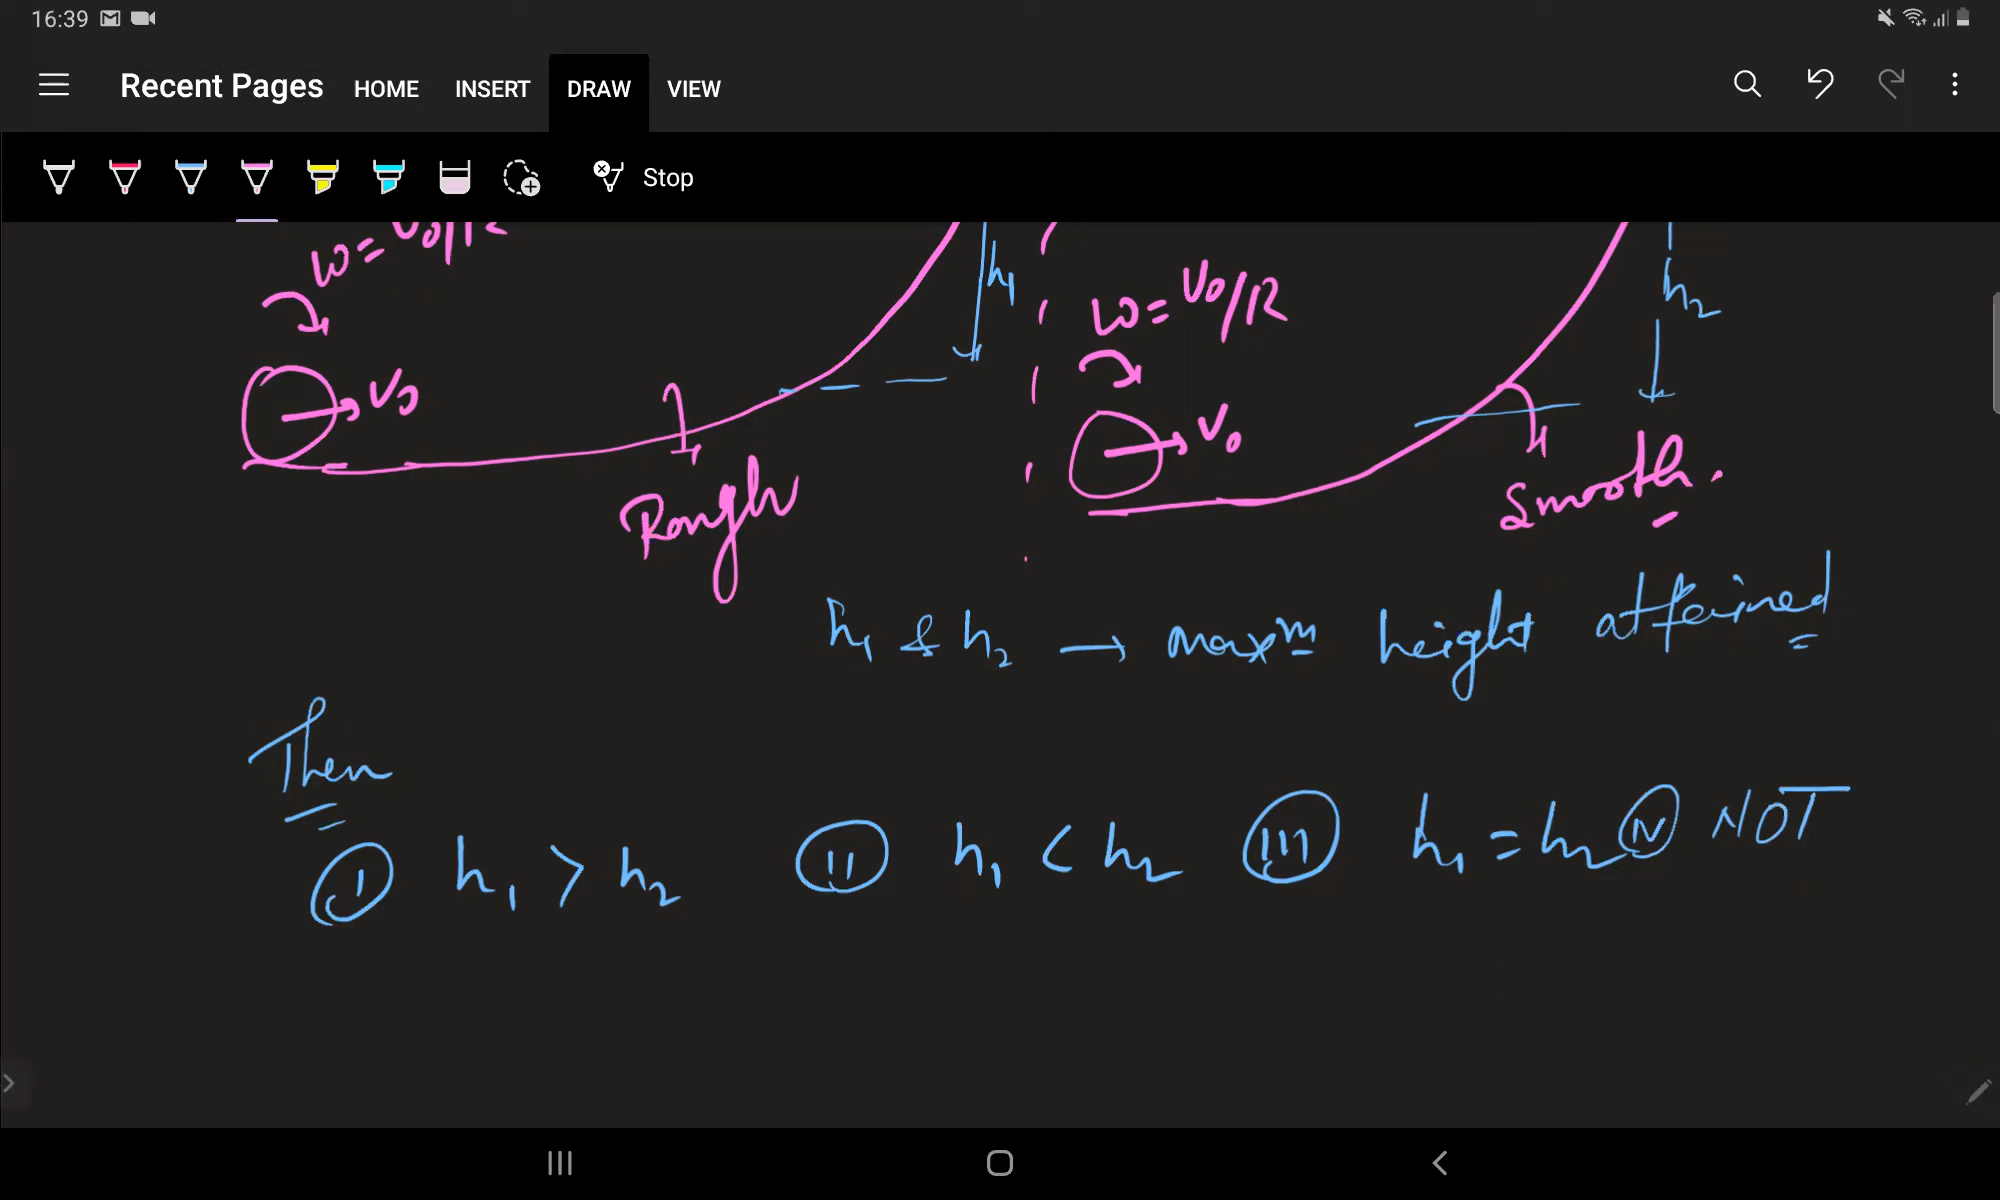 16:39
Recent Pages HOME INSERT DRAW VIEW
Stop
ω = V₀/R
h₁
ω = V₀/R
h₂
V₀
V₀
Rough
Smooth.
h₁ & h₂ → maxᵐ height attained
Then
I h₁ > h₂ II h₁ < h₂ III h₁ = h₂ IV NOT